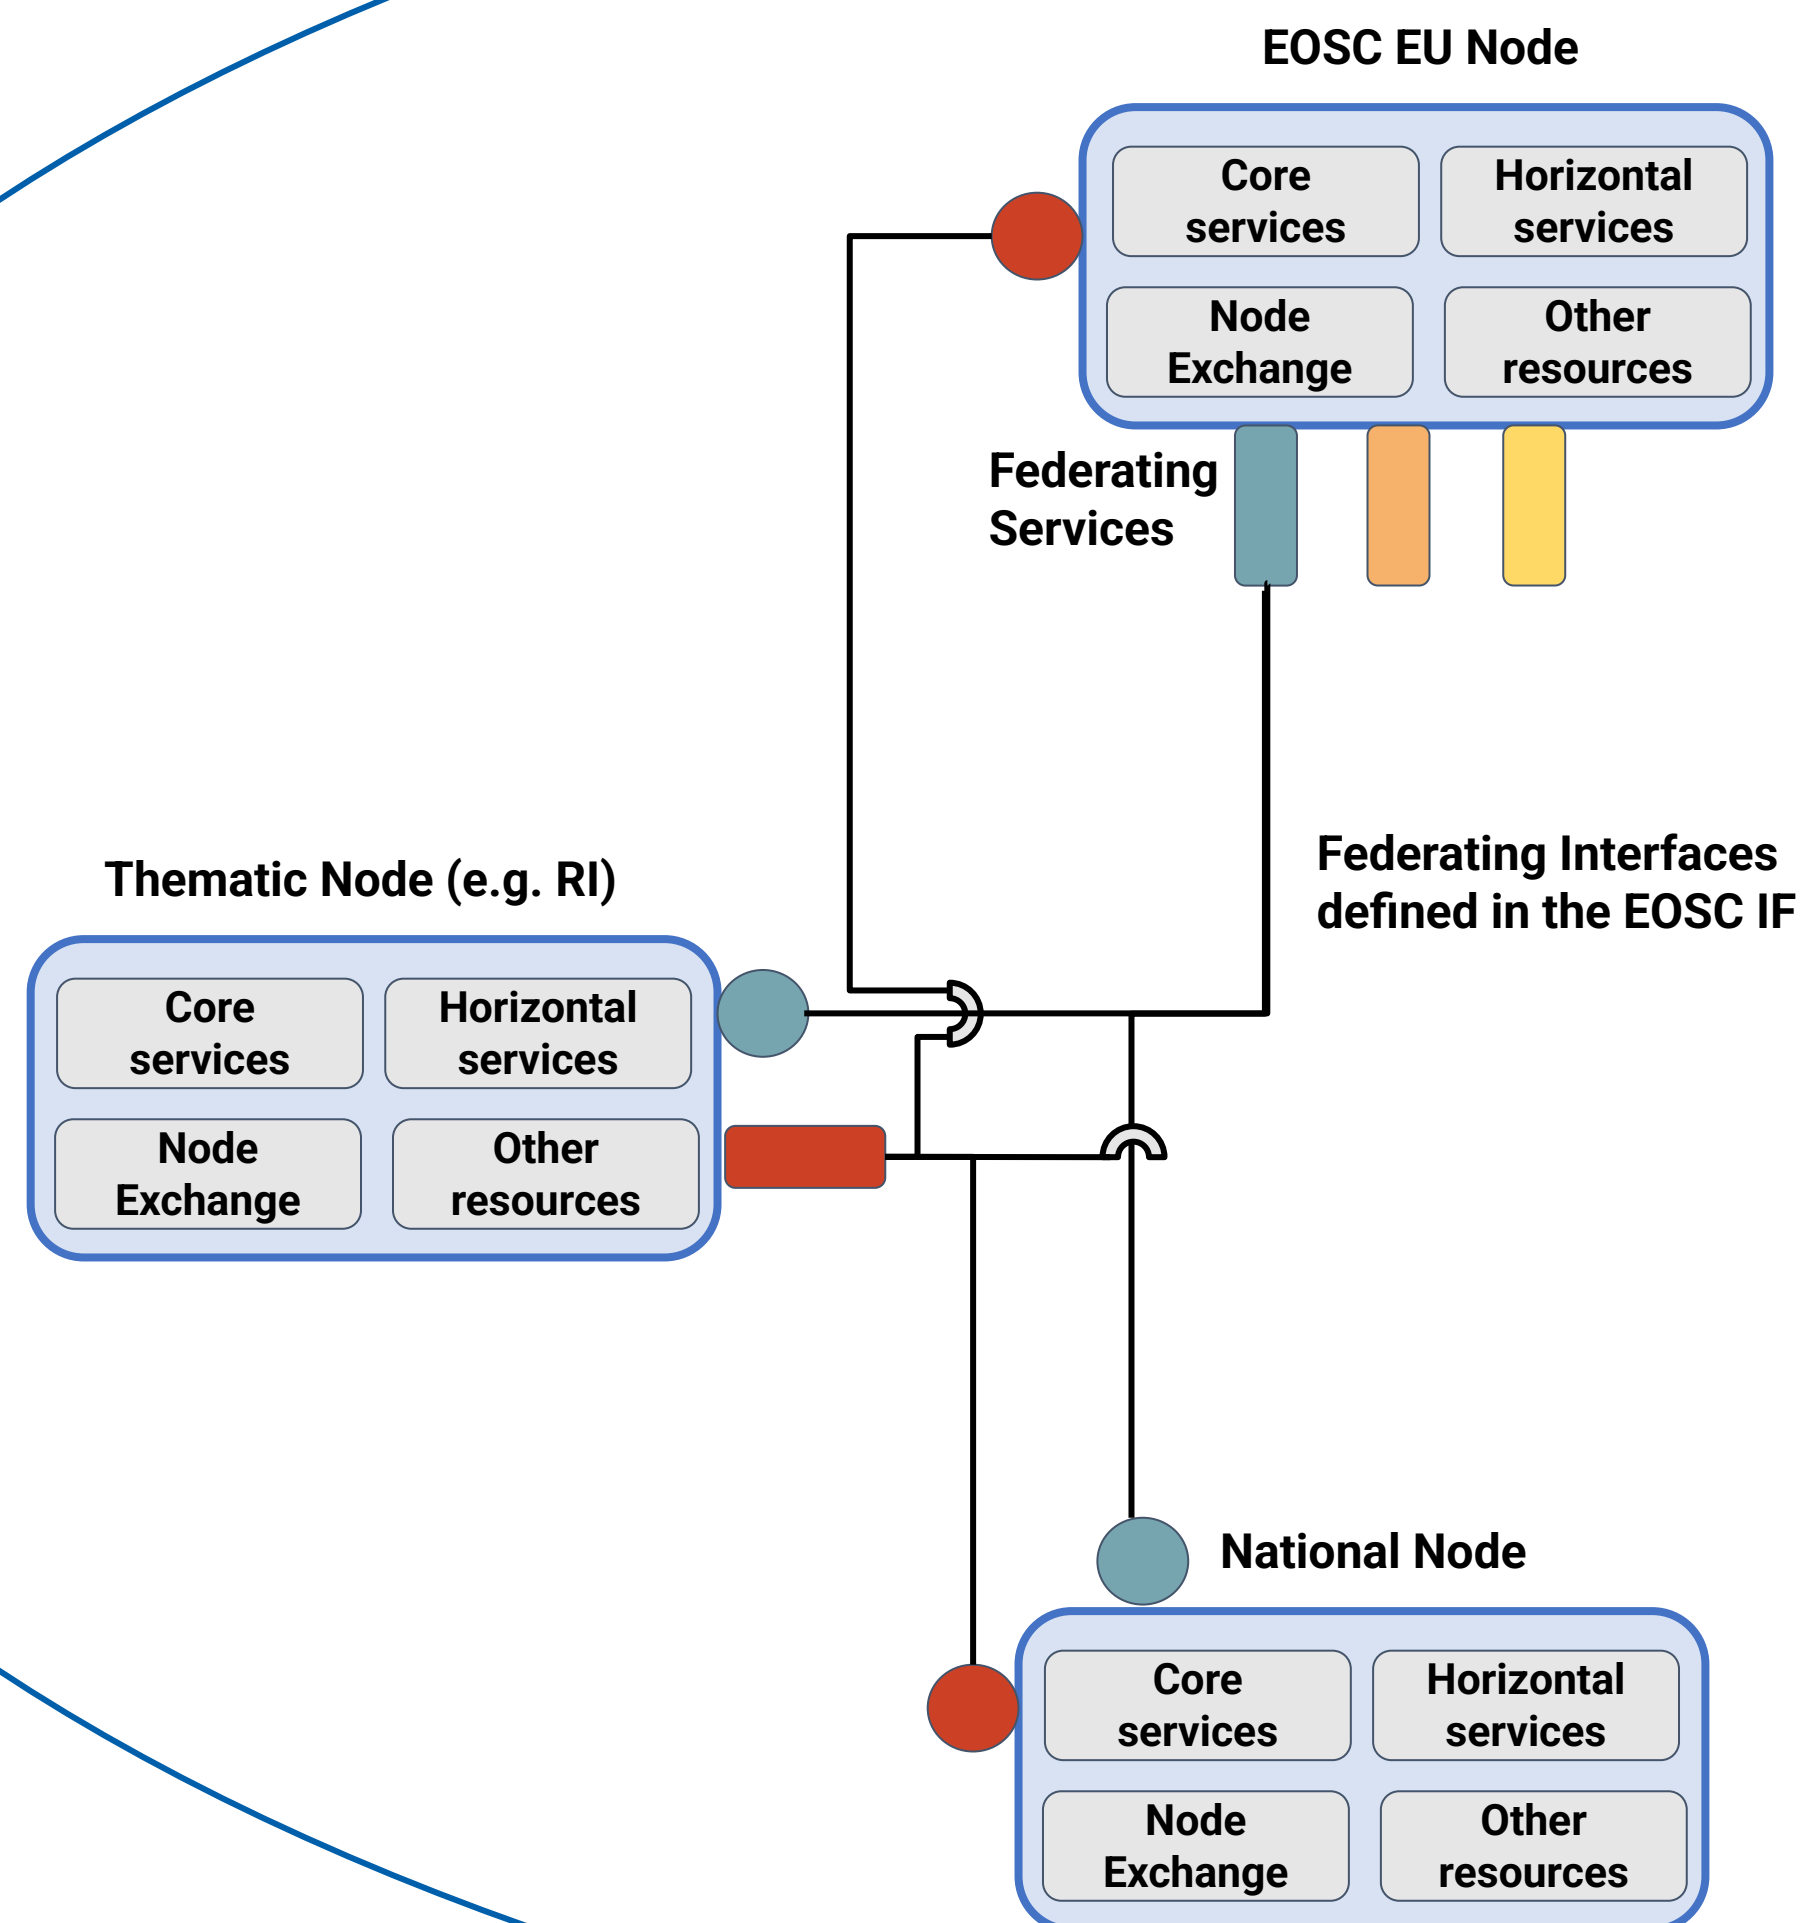 EOSC EU Node
Core
services
Horizontal
services
Node
Exchange
Other
resources
Federating
Services
Federating Interfaces
defined in the EOSC IF
Thematic Node (e.g. RI)
Core
services
Horizontal
services
Node
Exchange
Other
resources
National Node
Core
services
Horizontal
services
Node
Exchange
Other
resources